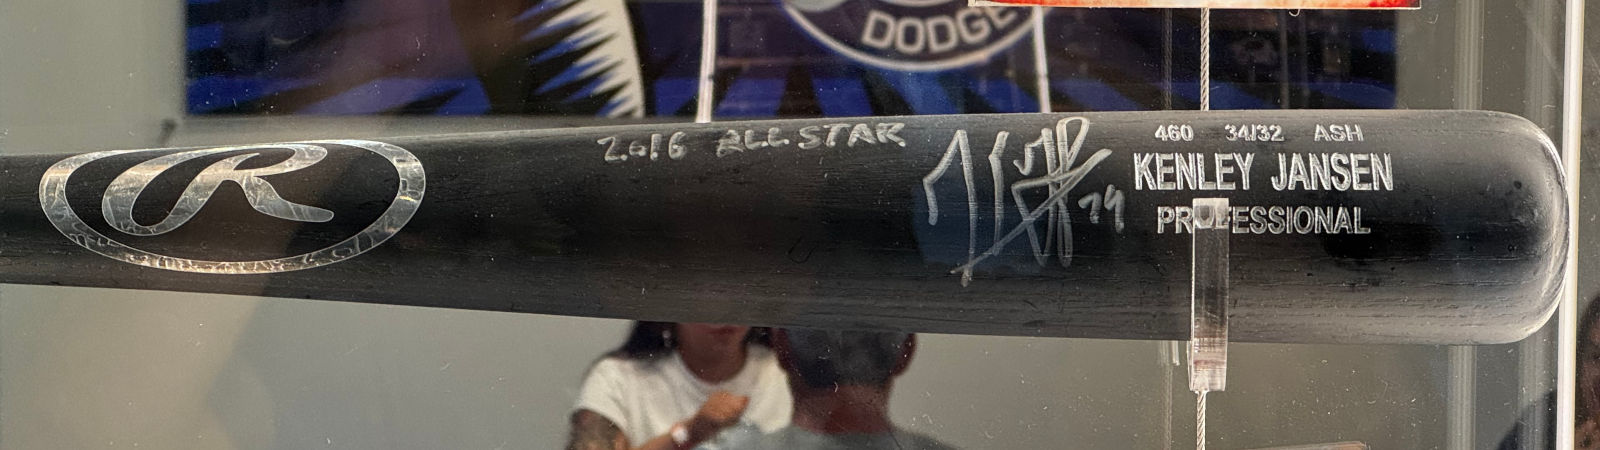 DODGE
2016 ALL STAR
74
460 34/32 ASH
KENLEY JANSEN
PROFESSIONAL
R